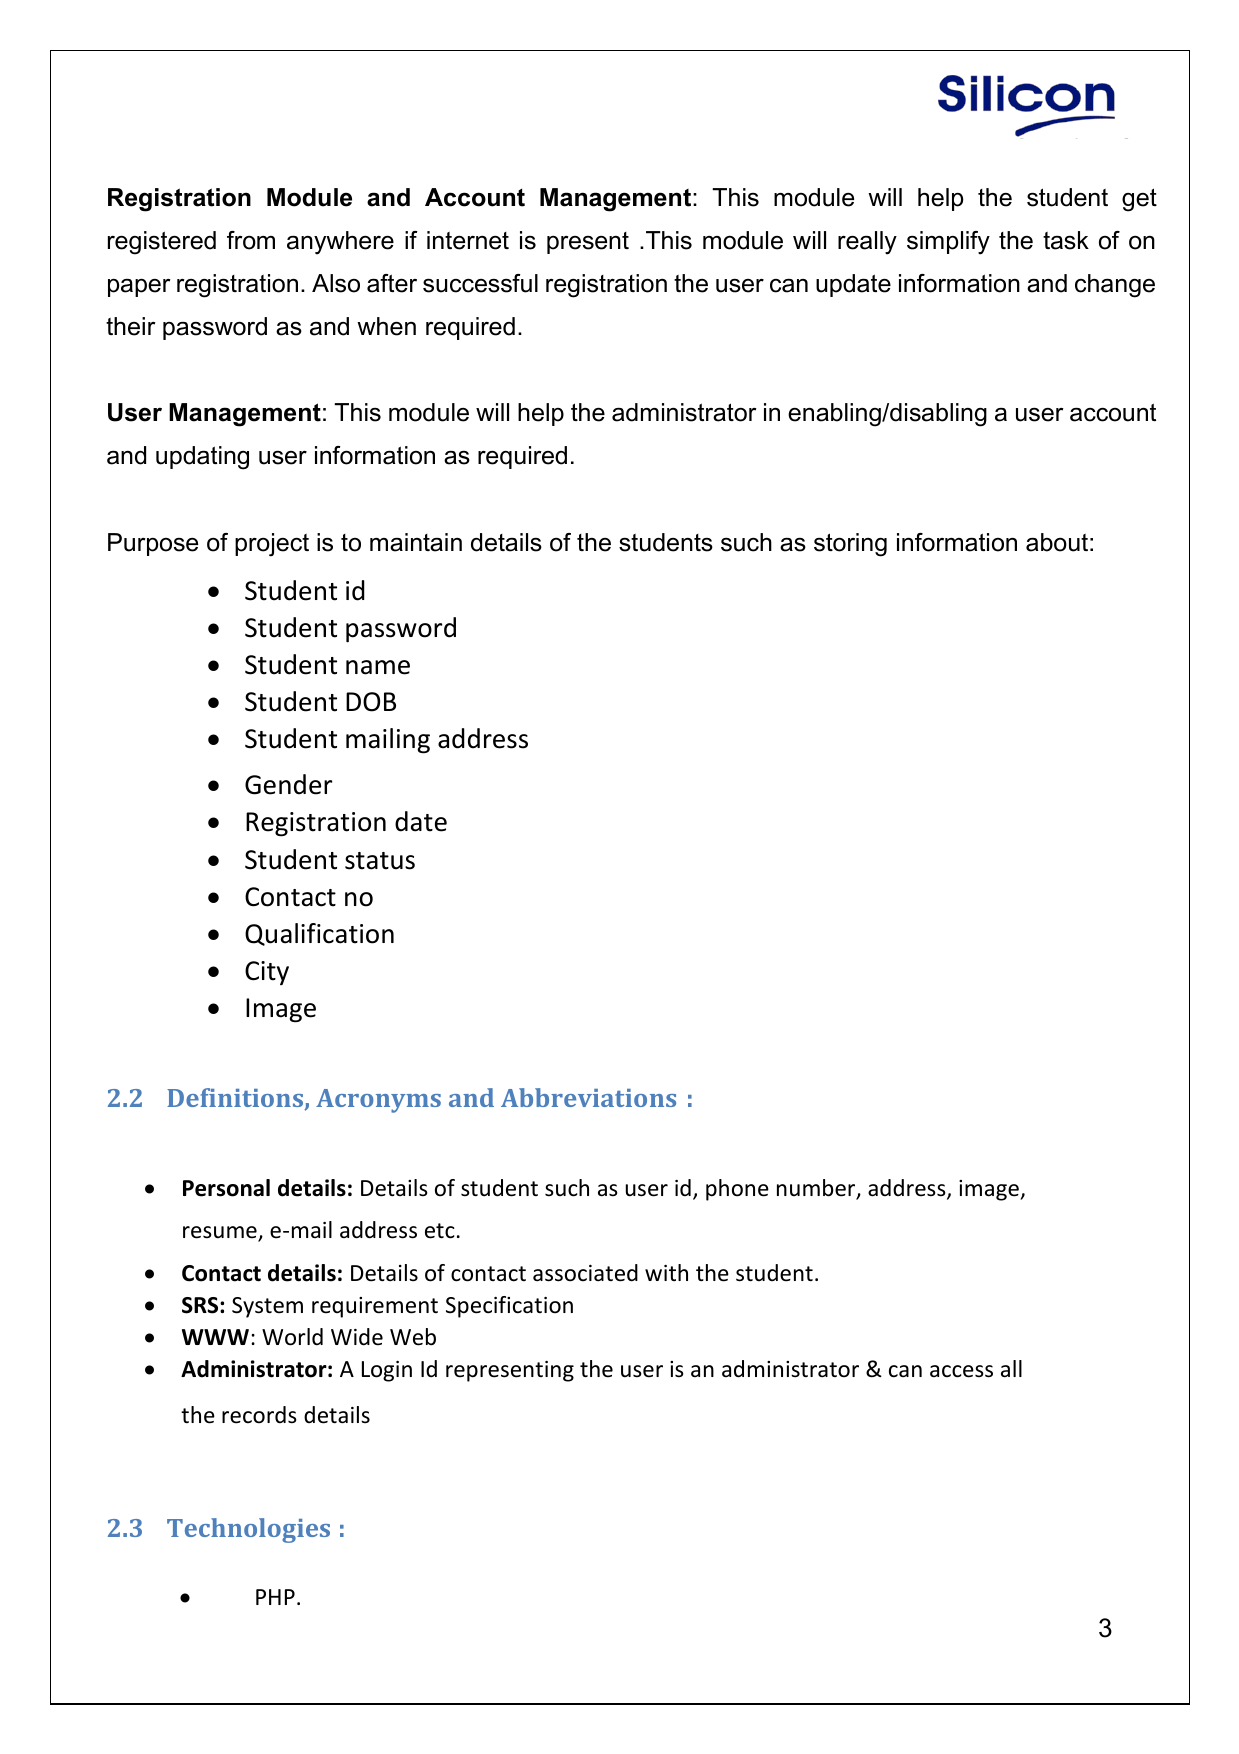 Silicon
Registration Module and Account Management: This module will help the student get
registered from anywhere if internet is present .This module will really simplify the task of on
paper registration. Also after successful registration the user can update information and change
their password as and when required.
User Management: This module will help the administrator in enabling/disabling a user account
and updating user information as required.
Purpose of project is to maintain details of the students such as storing information about:
• Student id
• Student password
• Student name
• Student DOB
• Student mailing address
• Gender
• Registration date
• Student status
• Contact no
• Qualification
• City
• Image
2.2 Definitions, Acronyms and Abbreviations :
• Personal details: Details of student such as user id, phone number, address, image,
resume, e-mail address etc.
• Contact details: Details of contact associated with the student.
• SRS: System requirement Specification
• WWW: World Wide Web
• Administrator: A Login Id representing the user is an administrator & can access all
the records details
2.3 Technologies :
• PHP.
3